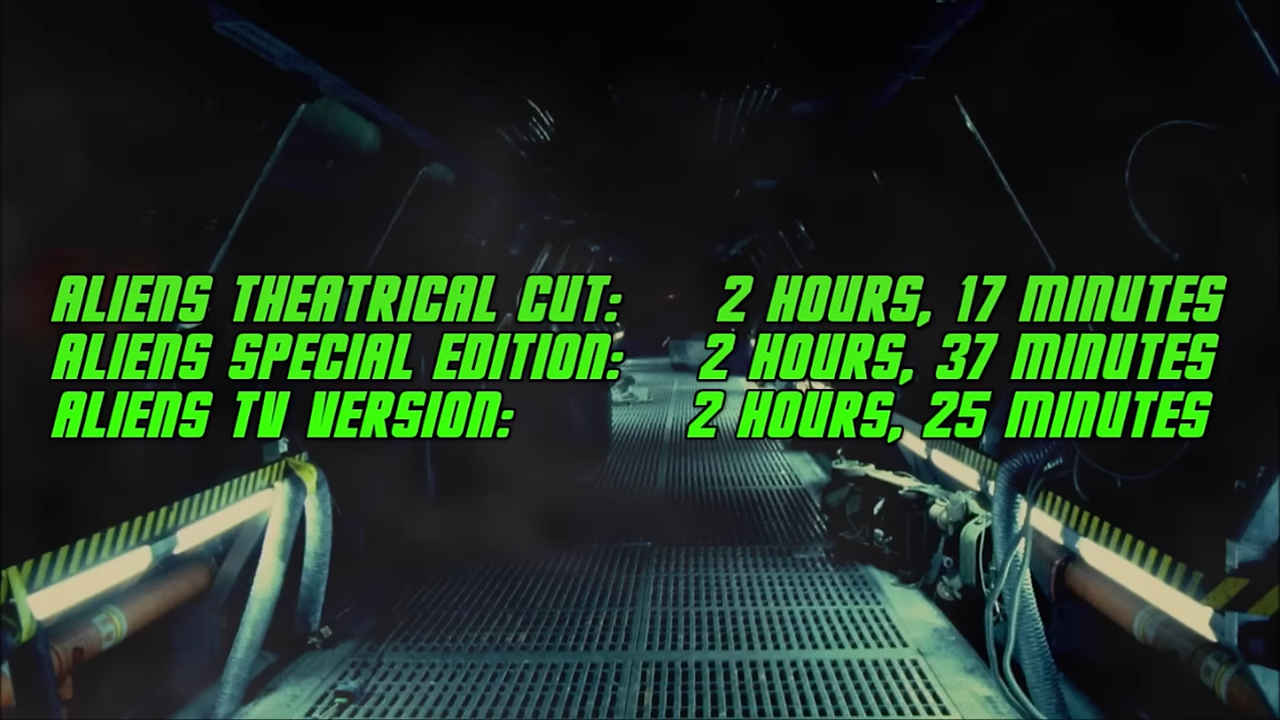 ALIENS THEATRICAL CUT: 2 HOURS, 17 MINUTES
ALIENS SPECIAL EDITION: 2 HOURS, 37 MINUTES
ALIENS TV VERSION: 2 HOURS, 25 MINUTES